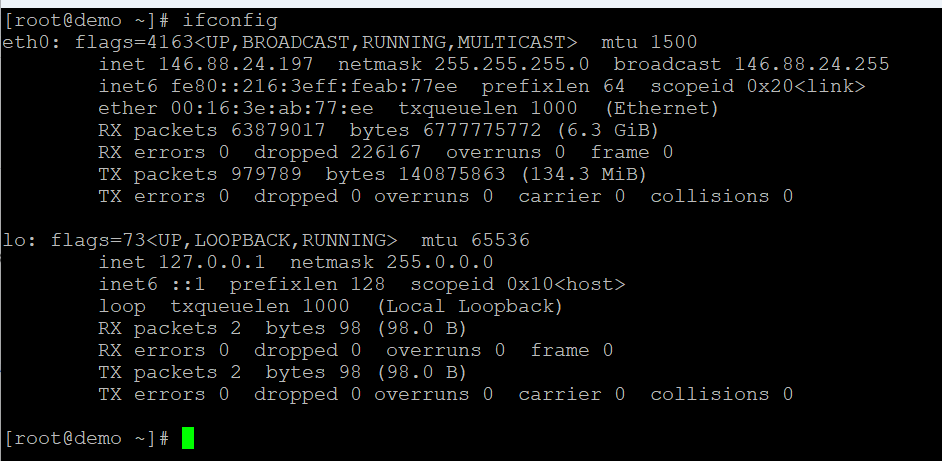 [root@demo ~]# ifconfig
eth0: flags=4163<UP,BROADCAST,RUNNING,MULTICAST>  mtu 1500
        inet 146.88.24.197  netmask 255.255.255.0  broadcast 146.88.24.255
        inet6 fe80::216:3eff:feab:77ee  prefixlen 64  scopeid 0x20<link>
        ether 00:16:3e:ab:77:ee  txqueuelen 1000  (Ethernet)
        RX packets 63879017  bytes 6777775772 (6.3 GiB)
        RX errors 0  dropped 226167  overruns 0  frame 0
        TX packets 979789  bytes 140875863 (134.3 MiB)
        TX errors 0  dropped 0 overruns 0  carrier 0  collisions 0

lo: flags=73<UP,LOOPBACK,RUNNING>  mtu 65536
        inet 127.0.0.1  netmask 255.0.0.0
        inet6 ::1  prefixlen 128  scopeid 0x10<host>
        loop  txqueuelen 1000  (Local Loopback)
        RX packets 2  bytes 98 (98.0 B)
        RX errors 0  dropped 0  overruns 0  frame 0
        TX packets 2  bytes 98 (98.0 B)
        TX errors 0  dropped 0 overruns 0  carrier 0  collisions 0

[root@demo ~]#